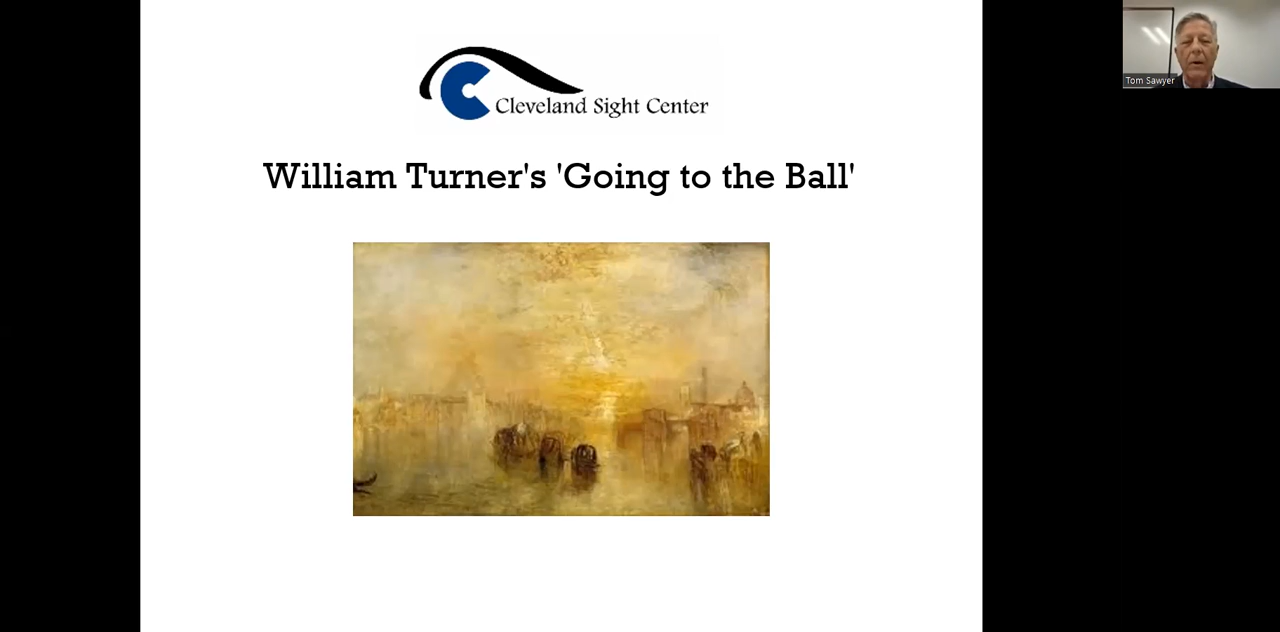 Cleveland Sight Center
William Turner's 'Going to the Ball'
Tom Sawyer